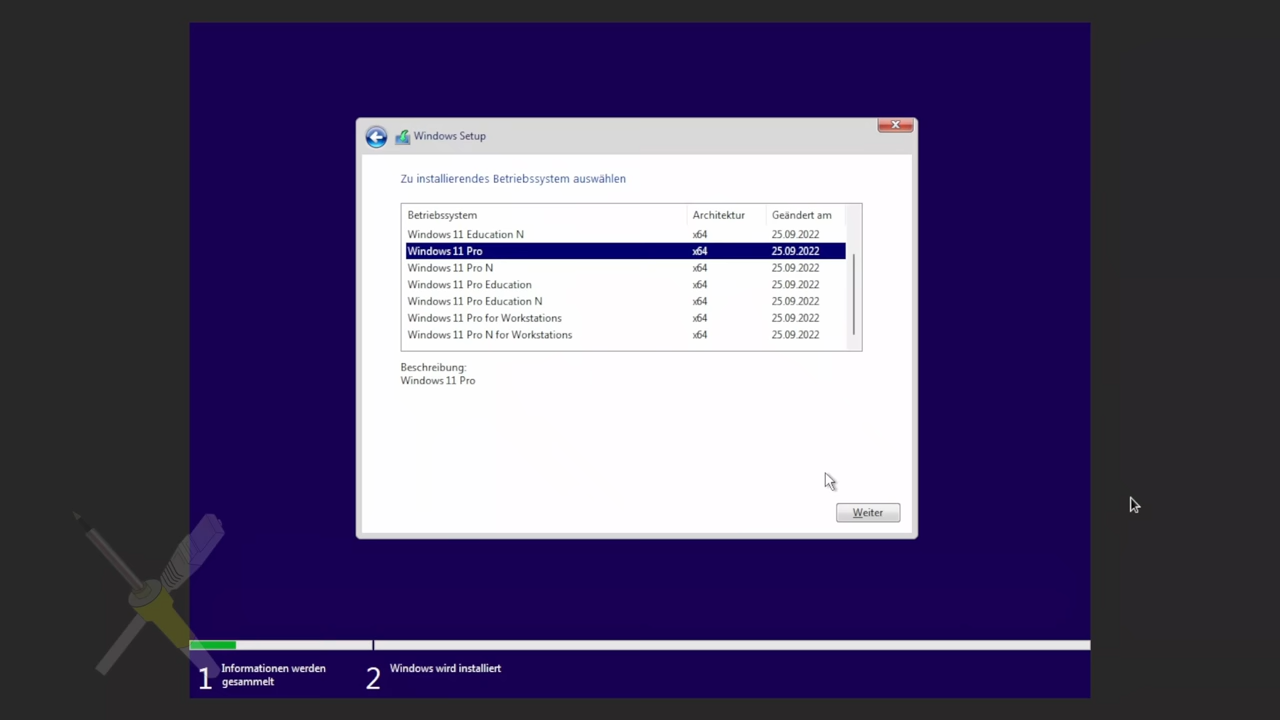 Windows Setup
Zu installierendes Betriebssystem auswählen
Betriebssystem Architektur Geändert am
Windows 11 Education N x64 25.09.2022
Windows 11 Pro x64 25.09.2022
Windows 11 Pro N x64 25.09.2022
Windows 11 Pro Education x64 25.09.2022
Windows 11 Pro Education N x64 25.09.2022
Windows 11 Pro for Workstations x64 25.09.2022
Windows 11 Pro N for Workstations x64 25.09.2022
Beschreibung:
Windows 11 Pro
Weiter
1 Informationen werden
gesammelt
2 Windows wird installiert